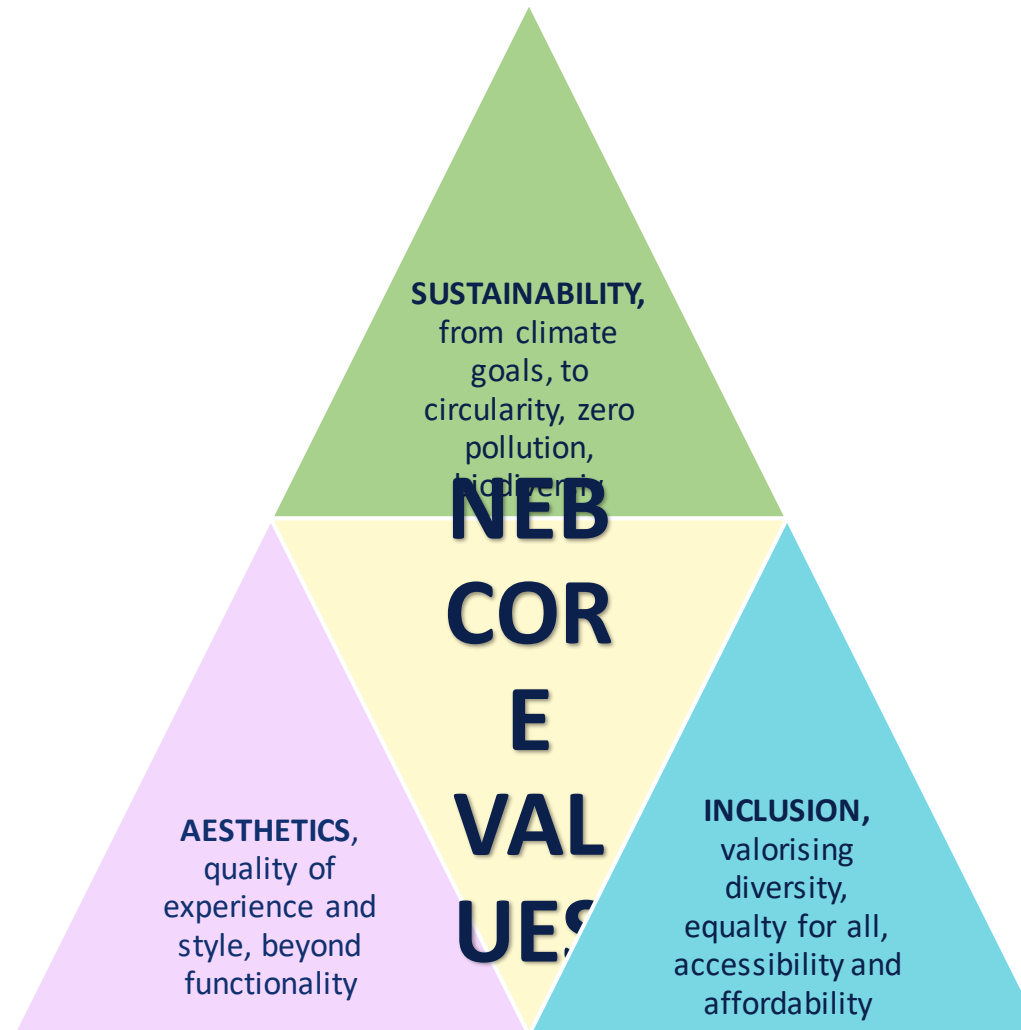 SUSTAINABILITY,
from climate
goals, to
circularity, zero
pollution,
NEB
COR
E
VAL
UES
AESTHETICS,
quality of
experience and
style, beyond
functionality
INCLUSION,
valorising
diversity,
equalty for all,
accessibility and
affordability